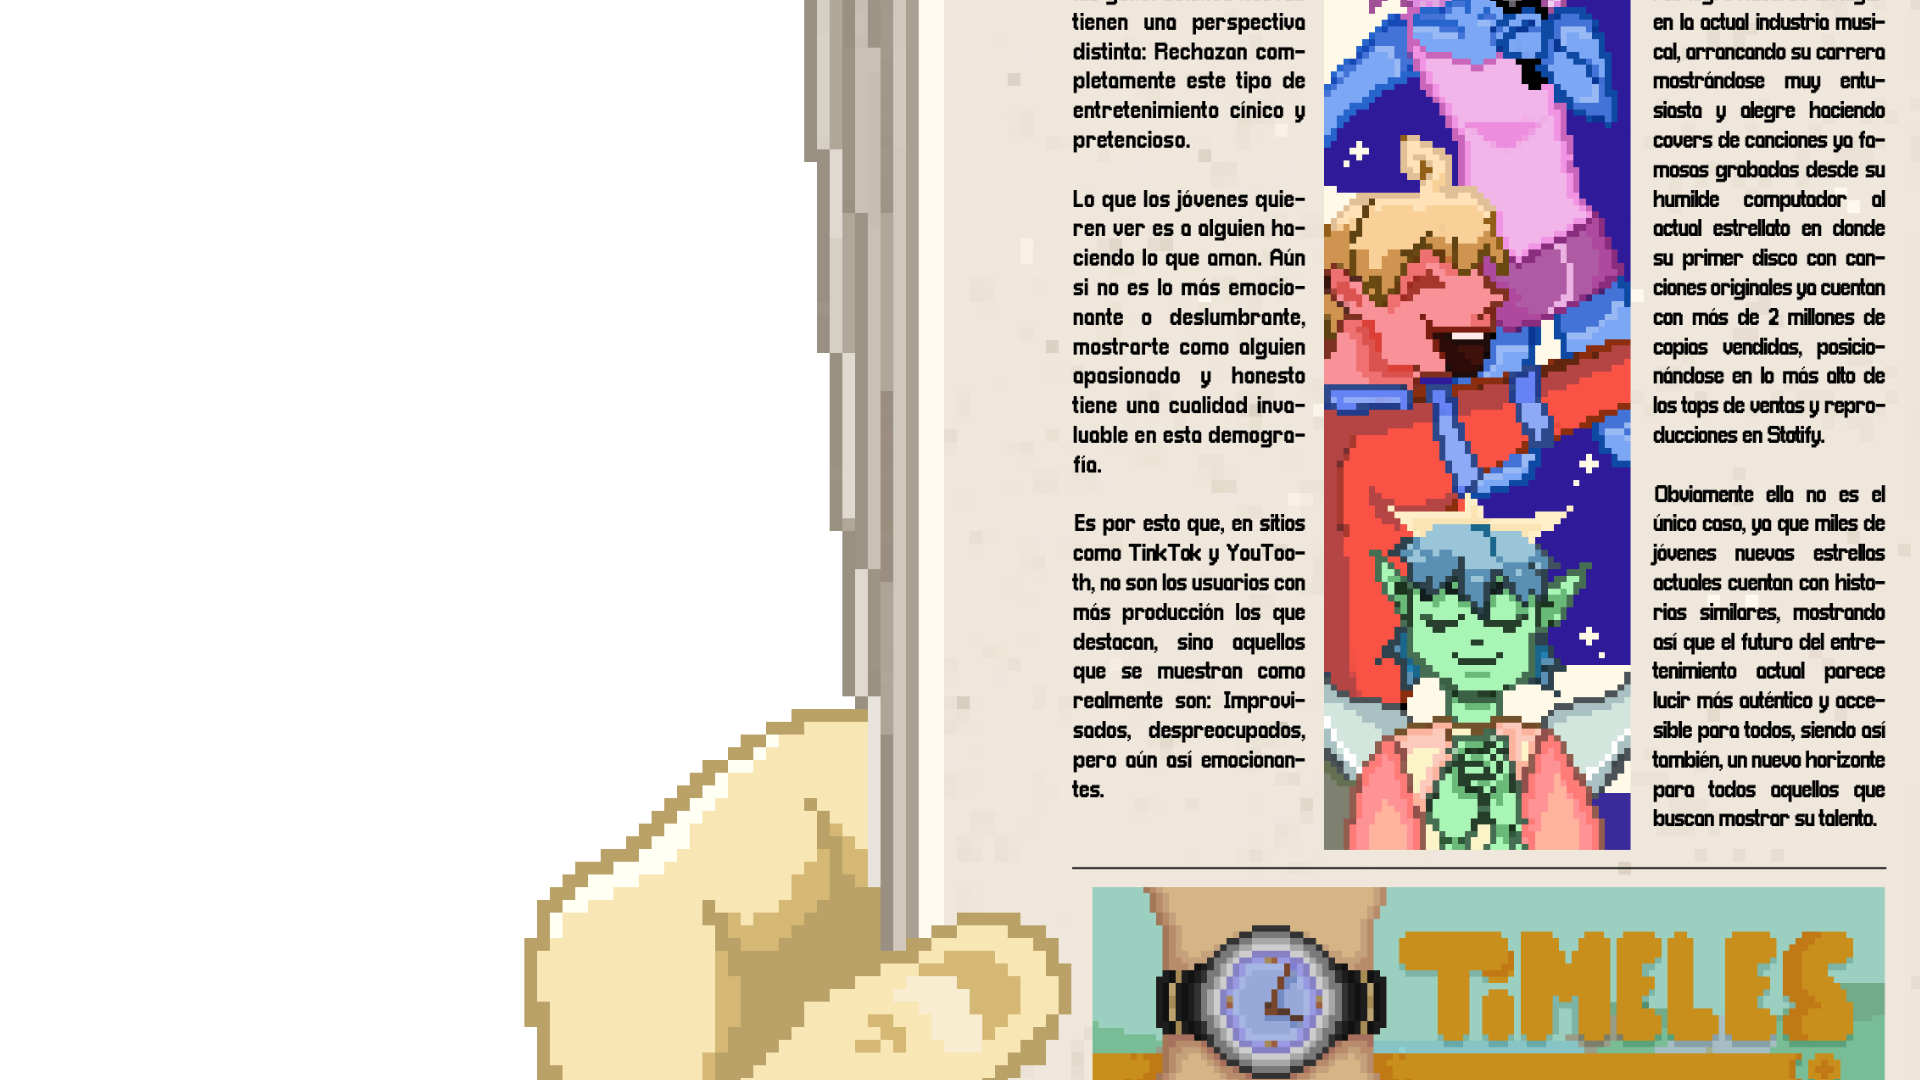 tienen una perspectiva
distinta: Rechazan com-
pletamente este tipo de
entretenimiento cínico y
pretencioso.
Lo que los jóvenes quie-
ren ver es a alguien ha-
ciendo lo que aman. Aún
si no es lo más emocio-
nante o deslumbrante,
mostrarte como alguien
apasionado y honesto
tiene una cualidad inva-
luable en esta demogra-
fía.
Es por esto que, en sitios
como TinkTok y YouToo-
th, no son los usuarios con
más producción los que
destacan, sino aquellos
que se muestran como
realmente son: Improvi-
sados, despreocupados,
pero aún así emocionan-
tes.
en la actual industria musi-
cal, arrancando su carrera
mostrándose muy entu-
siasta y alegre haciendo
covers de canciones ya fa-
mosas grabadas desde su
humilde computador al
actual estrellato en donde
su primer disco con can-
ciones originales ya cuentan
con más de 2 millones de
copias vendidas, posicio-
nándose en lo más alto de
los tops de ventas y repro-
ducciones en Statify.
Obviamente ella no es el
único caso, ya que miles de
jóvenes nuevas estrellas
actuales cuentan con histo-
rias similares, mostrando
así que el futuro del entre-
tenimiento actual parece
lucir más auténtico y acce-
sible para todos, siendo así
también, un nuevo horizonte
para todos aquellos que
buscan mostrar su talento.
TiMELES